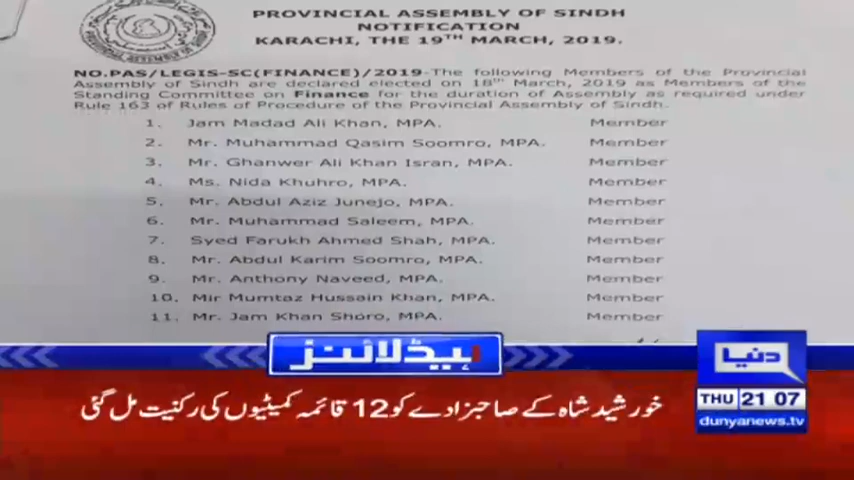 PROVINCIAL ASSEMBLY OF SINDH
NOTIFICATION
KARACHI, THE 19TH MARCH, 2019.
NO.PAS/LEGIS-SC(FINANCE)/2019-The following Members of the Provincial
Assembly of Sindh are declared elected on 18th March, 2019 as Members of the
Standing Committee on Finance for the duration of Assembly as required under
Rule 163 of Rules of Procedure of the Provincial Assembly of Sindh.
1. Jam Madad Ali Khan, MPA. Member
2. Mr. Muhammad Qasim Soomro, MPA. Member
3. Mr. Ghanwer Ali Khan Isran, MPA. Member
4. Ms. Nida Khuhro, MPA. Member
5. Mr. Abdul Aziz Junejo, MPA. Member
6. Mr. Muhammad Saleem, MPA. Member
7. Syed Farukh Ahmed Shah, MPA. Member
8. Mr. Abdul Karim Soomro, MPA. Member
9. Mr. Anthony Naveed, MPA. Member
10. Mir Mumtaz Hussain Khan, MPA. Member
11. Mr. Jam Khan Shoro, MPA. Member
ہیڈلائنز
دنیا
خورشید شاہ کے صاحبزادے کو 12 قائمہ کمیٹیوں کی رکنیت مل گئی
THU 21 07
dunyanews.tv